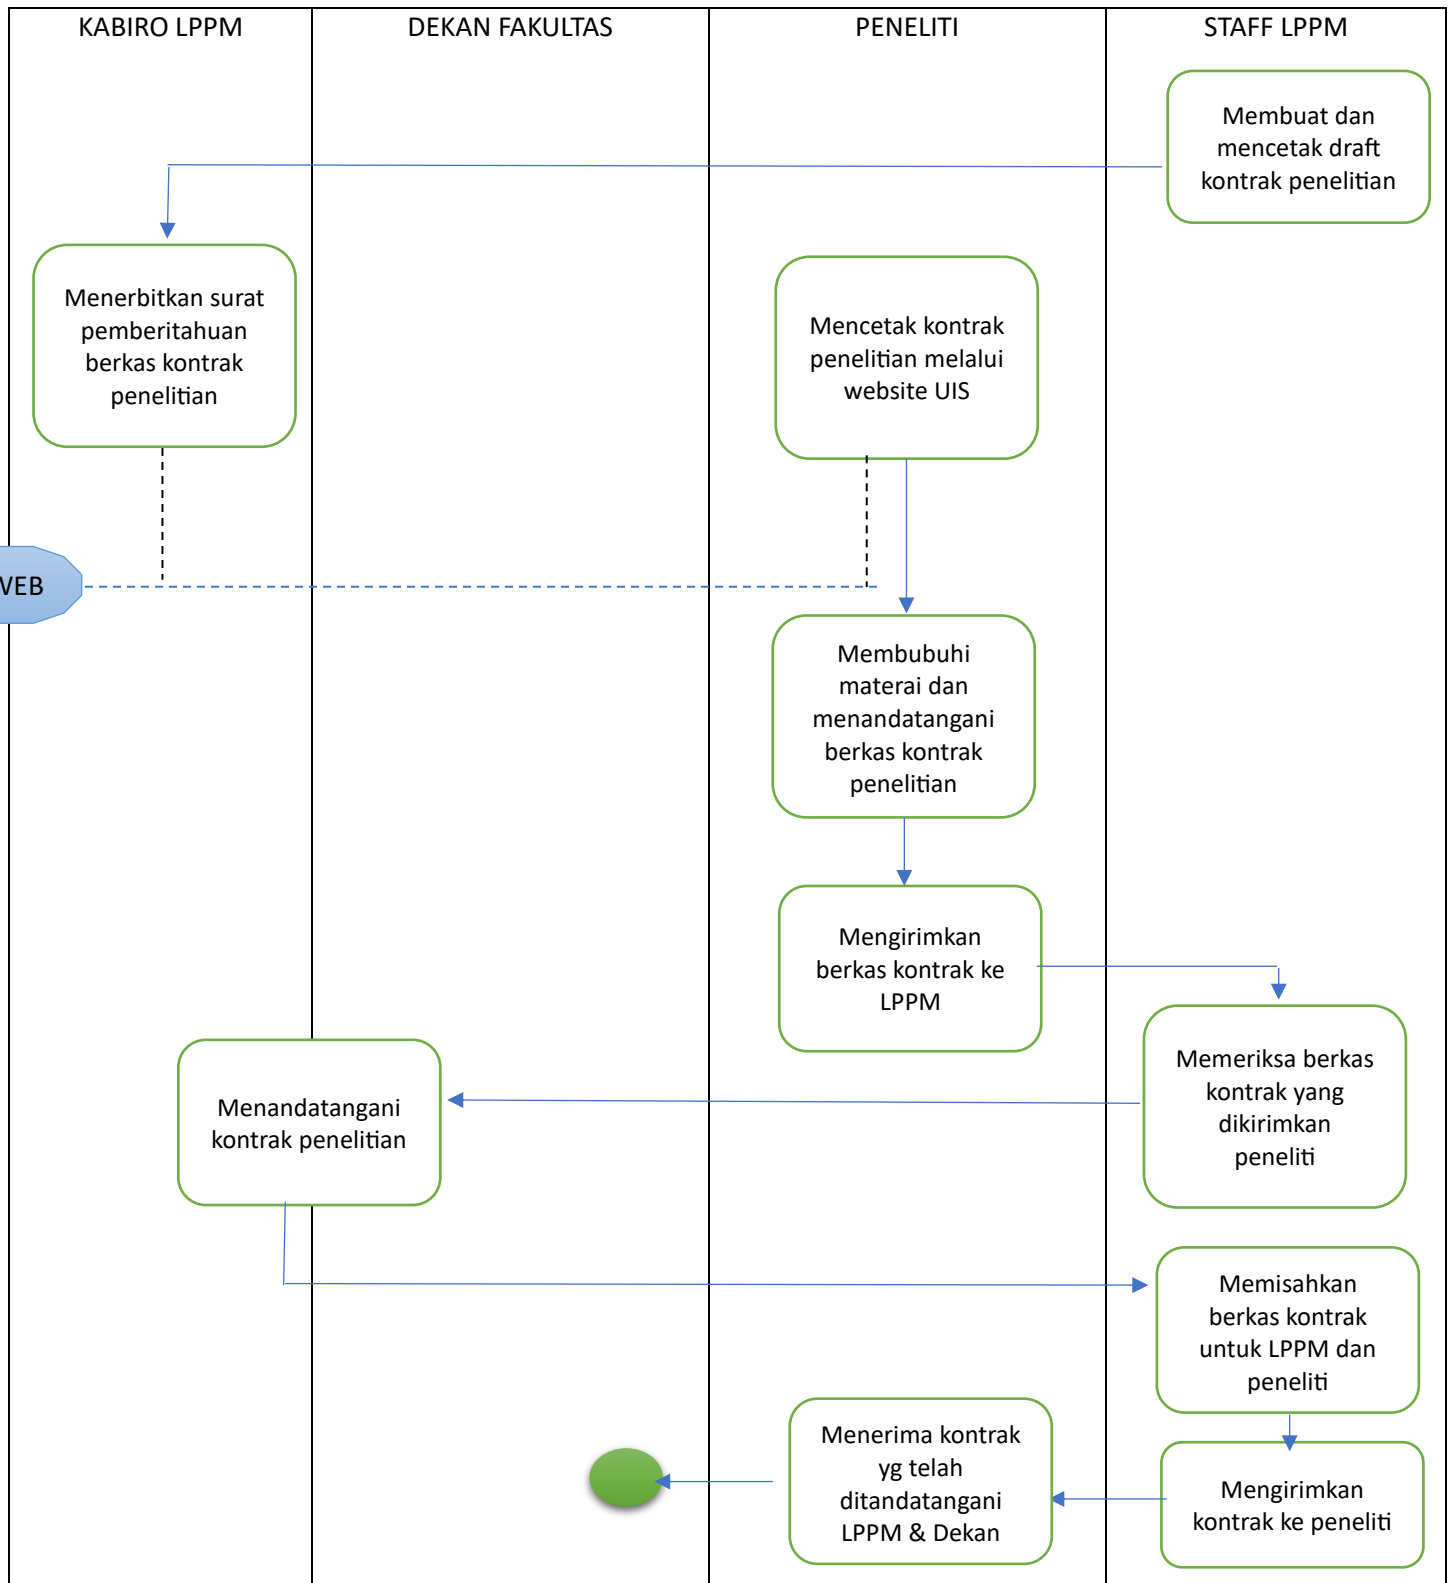 KABIRO LPPM
DEKAN FAKULTAS
PENELITI
STAFF LPPM
Membuat dan
mencetak draft
kontrak penelitian
Menerbitkan surat
pemberitahuan
berkas kontrak
penelitian
Mencetak kontrak
penelitian melalui
website UIS
WEB
Membubuhi
materai dan
menandatangani
berkas kontrak
penelitian
Mengirimkan
berkas kontrak ke
LPPM
Memeriksa berkas
kontrak yang
dikirimkan
peneliti
Menandatangani
kontrak penelitian
Memisahkan
berkas kontrak
untuk LPPM dan
peneliti
Mengirimkan
kontrak ke peneliti
Menerima kontrak
yg telah
ditandatangani
LPPM & Dekan